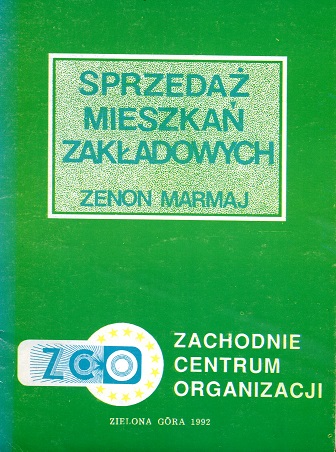 SPRZEDAŻ
MIESZKAŃ
ZAKŁADOWYCH
ZENON MARMAJ
ZCO
ZACHODNIE
CENTRUM
ORGANIZACJI
ZIELONA GÓRA 1992